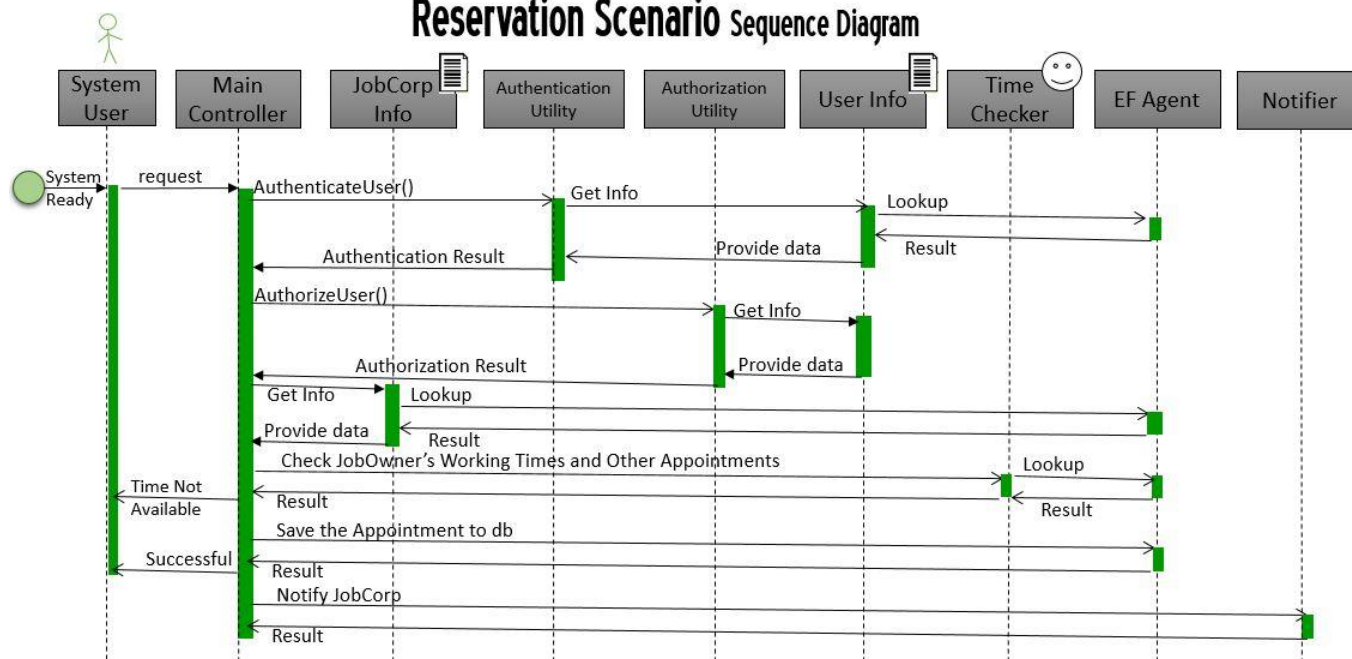 Reservation Scenario Sequence Diagram
System
User
Main
Controller
JobCorp
Info
Authentication
Utility
Authorization
Utility
User Info
Time
Checker
EF Agent
Notifier
System
Ready
request
AuthenticateUser()
Get Info
Lookup
Result
Provide data
Authentication Result
AuthorizeUser()
Get Info
Provide data
Authorization Result
Get Info
Lookup
Provide data
Result
Check JobOwner's Working Times and Other Appointments
Lookup
Result
Result
Time Not
Available
Save the Appointment to db
Successful
Result
Notify JobCorp
Result